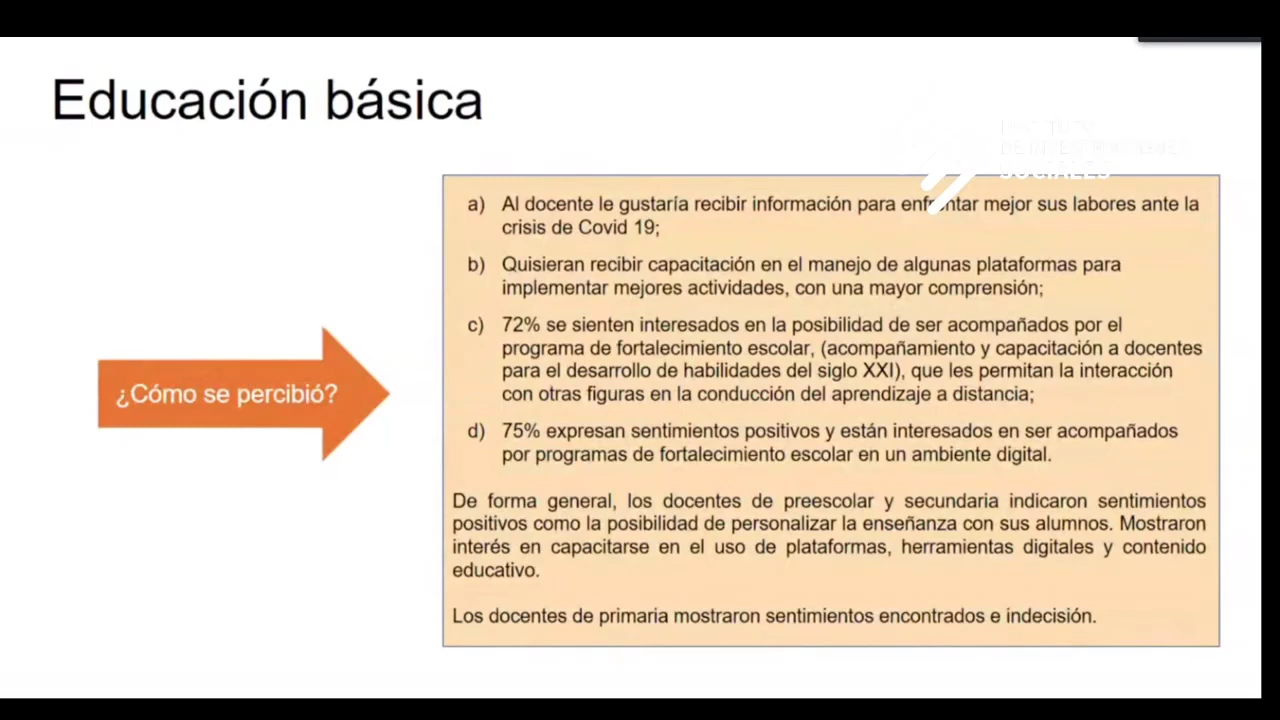 Educación básica
DE INVESTIGACIONES
SOCIALES
a) Al docente le gustaría recibir información para enfrentar mejor sus labores ante la
crisis de Covid 19;
b) Quisieran recibir capacitación en el manejo de algunas plataformas para
implementar mejores actividades, con una mayor comprensión;
c) 72% se sienten interesados en la posibilidad de ser acompañados por el
programa de fortalecimiento escolar, (acompañamiento y capacitación a docentes
para el desarrollo de habilidades del siglo XXI), que les permitan la interacción
con otras figuras en la conducción del aprendizaje a distancia;
d) 75% expresan sentimientos positivos y están interesados en ser acompañados
por programas de fortalecimiento escolar en un ambiente digital.
¿Cómo se percibió?
De forma general, los docentes de preescolar y secundaria indicaron sentimientos
positivos como la posibilidad de personalizar la enseñanza con sus alumnos. Mostraron
interés en capacitarse en el uso de plataformas, herramientas digitales y contenido
educativo.
Los docentes de primaria mostraron sentimientos encontrados e indecisión.